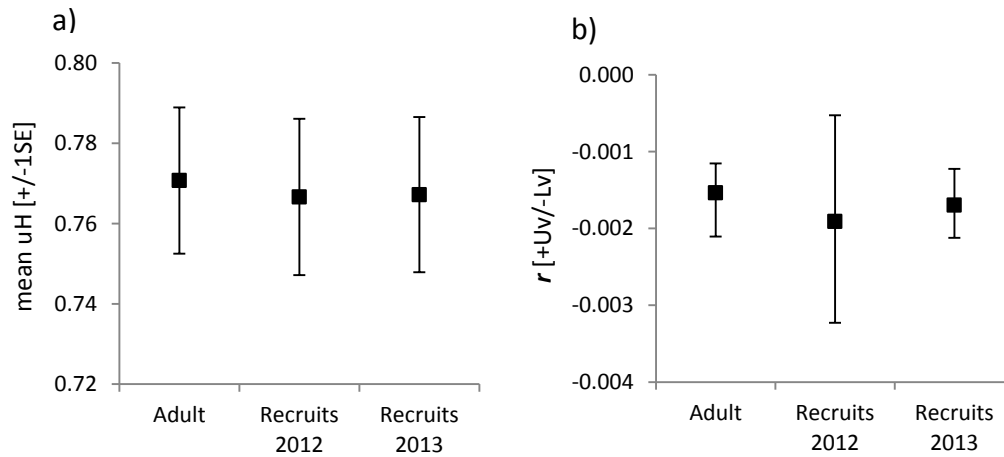 a)
mean uH [+/-1SE]
0.80
0.78
0.76
0.74
0.72
Adult
Recruits
2012
Recruits
2013
b)
r [+Uv/-Lv]
0.000
-0.001
-0.002
-0.003
-0.004
Adult
Recruits
2012
Recruits
2013